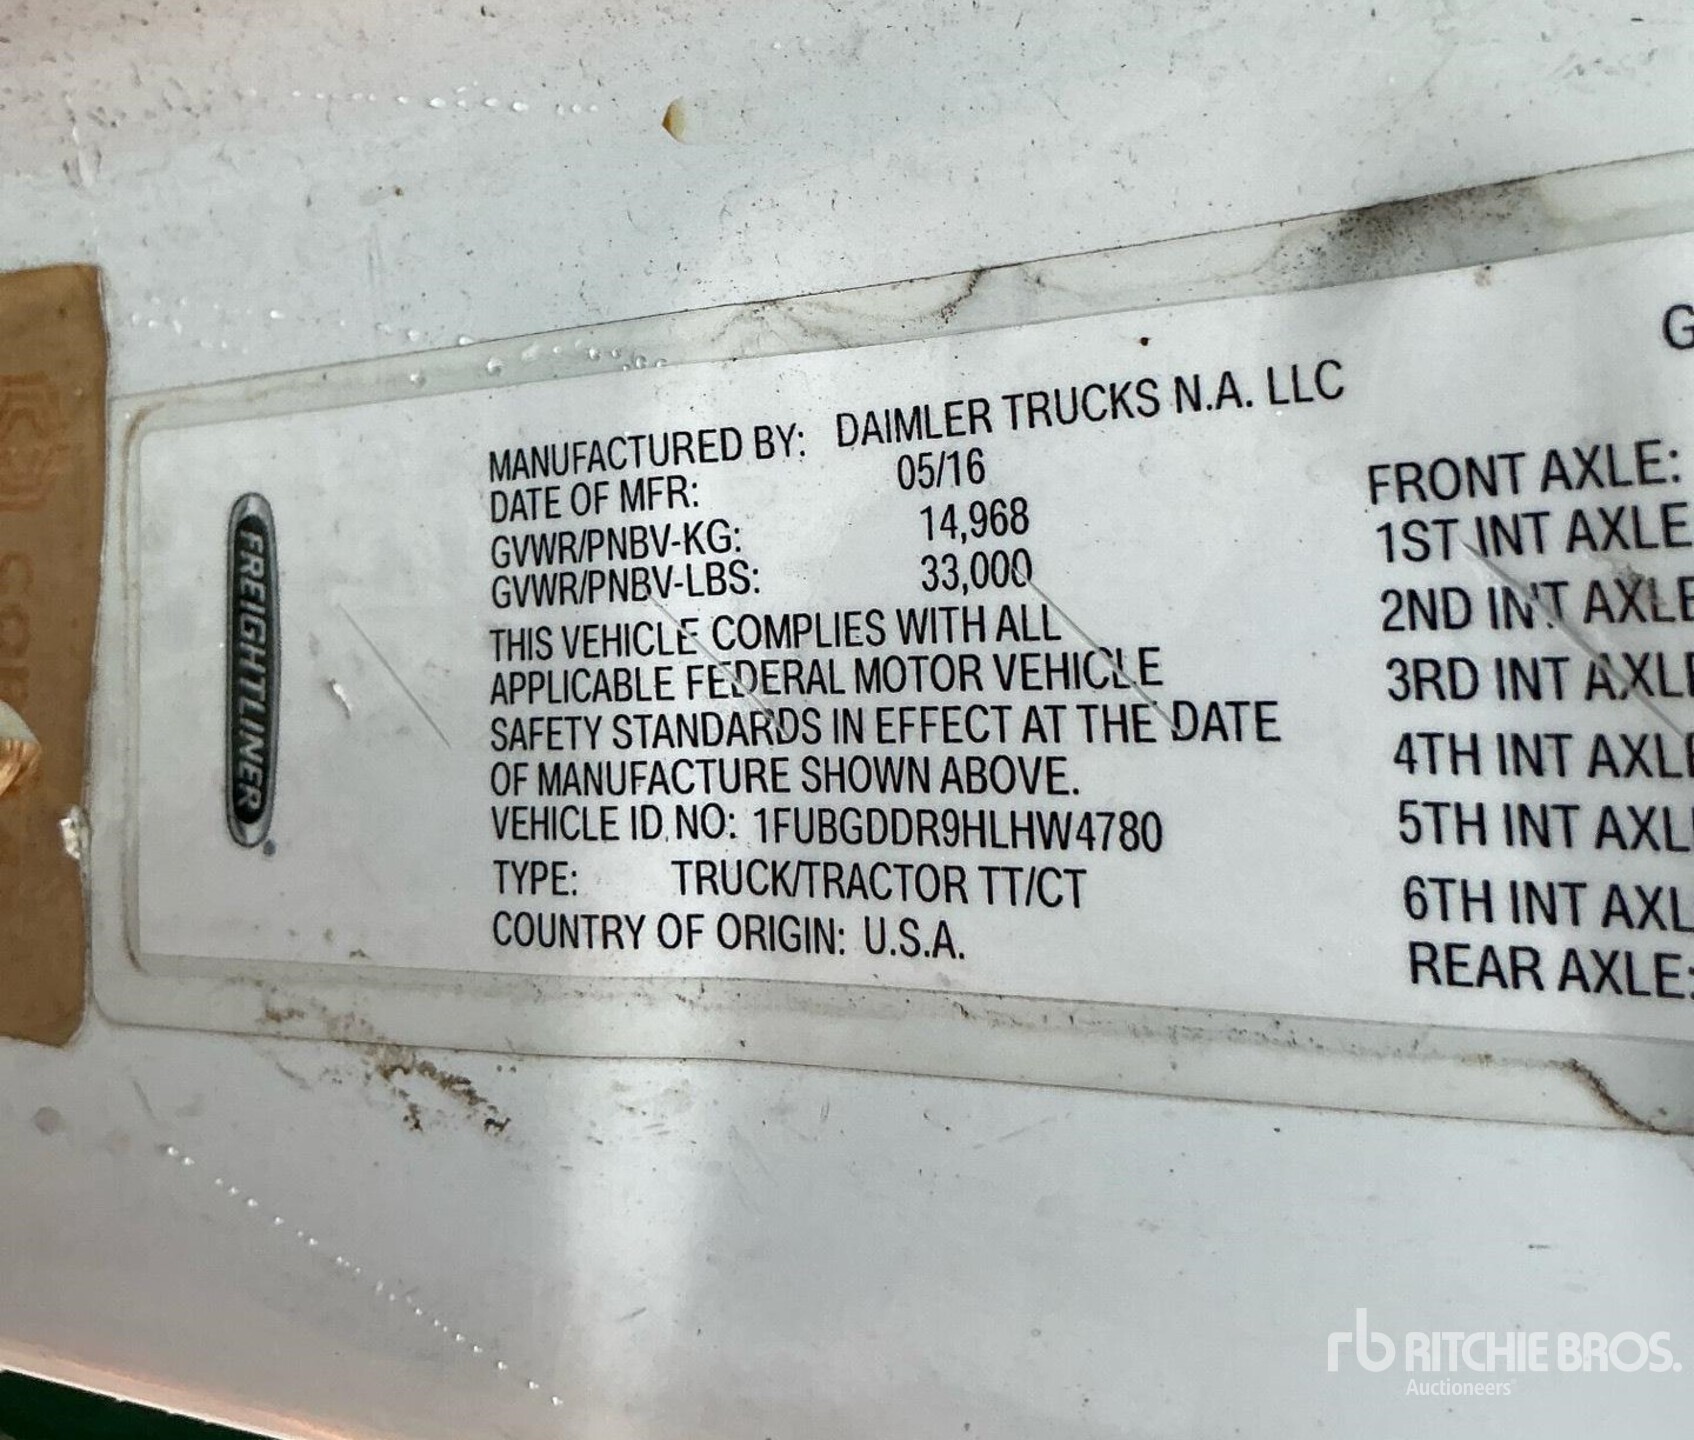 FREIGHTLINER
MANUFACTURED BY: DAIMLER TRUCKS N.A. LLC
DATE OF MFR: 05/16
GVWR/PNBV-KG: 14,968
GVWR/PNBV-LBS: 33,000
THIS VEHICLE COMPLIES WITH ALL
APPLICABLE FEDERAL MOTOR VEHICLE
SAFETY STANDARDS IN EFFECT AT THE DATE
OF MANUFACTURE SHOWN ABOVE.
VEHICLE ID. NO: 1FUBGDDR9HLHW4780
TYPE: TRUCK/TRACTOR TT/CT
COUNTRY OF ORIGIN: U.S.A.
G
FRONT AXLE:
1ST INT AXLE
2ND INT AXLE
3RD INT AXLE
4TH INT AXLE
5TH INT AXL
6TH INT AXL
REAR AXLE:
rb RITCHIE BROS.
Auctioneers